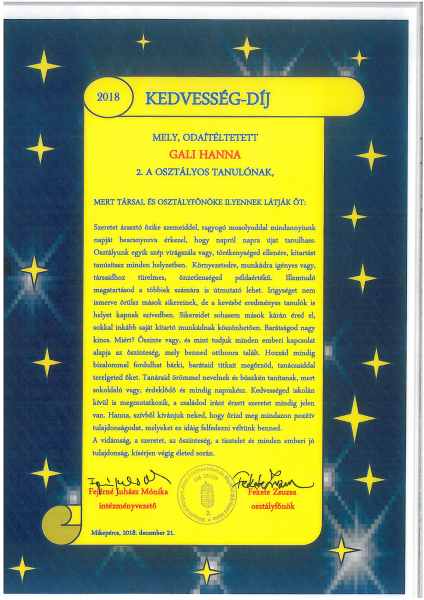 2018
KEDVESSÉG-DÍJ
MELY, ODAÍTÉLTETETT
GALI HANNA
2. A OSZTÁLYOS TANULÓNAK,
MERT TÁRSAI, ÉS OSZTÁLYFŐNÖKE ILYENNEK LÁTJÁK ŐT:
Szeretet árasztó őzike szemeiddel, ragyogó mosolyoddal mindannyiunk
napját bearanyozva érkezel, hogy napról napra újat tanulhass.
Osztályunk egyik szép virágszála vagy, törékenységed ellenére, kitartást
tanúsítasz minden helyzetben. Környezetedre, munkádra igényes vagy,
társaidhoz türelmes, önzetlenséged példaértékű. Illemtudó
magatartásod a többiek számára is útmutató lehet. Irigységet nem
ismerve örülsz mások sikereinek, de a kevésbé eredményes tanulók is
helyet kapnak szívedben. Sikereidet sohasem mások kárán éred el,
sokkal inkább saját kitartó munkádnak köszönhetően. Barátságod nagy
kincs. Miért? Őszinte vagy, és mint tudjuk minden emberi kapcsolat
alapja az őszinteség, mely benned otthonra talált. Hozzád mindig
bizalommal fordulhat bárki, barátaid titkait megőrzöd, tanácsaiddal
terelgeted őket. Tanáraid örömmel nevelnek és büszkén tanítanak, mert
sokoldalú vagy, érdeklődő és mindig naprakész. Kedvességed iskolán
kívül is megmutatkozik, a családod iránt érzett szeretet mindig jelen
van. Hanna, szívből kívánjuk neked, hogy őrizd meg mindazon pozitív
tulajdonságodat, melyeket ez idáig felfedezni véltünk benned.
A vidámság, a szeretet, az őszinteség, a tisztelet és minden emberi jó
tulajdonság, kísérjen végig életed során.
Fejérné Juhász Mónika
intézményvezető
Fekete Zsuzsa
osztályfőnök
Mikepércs, 2018. december 21.